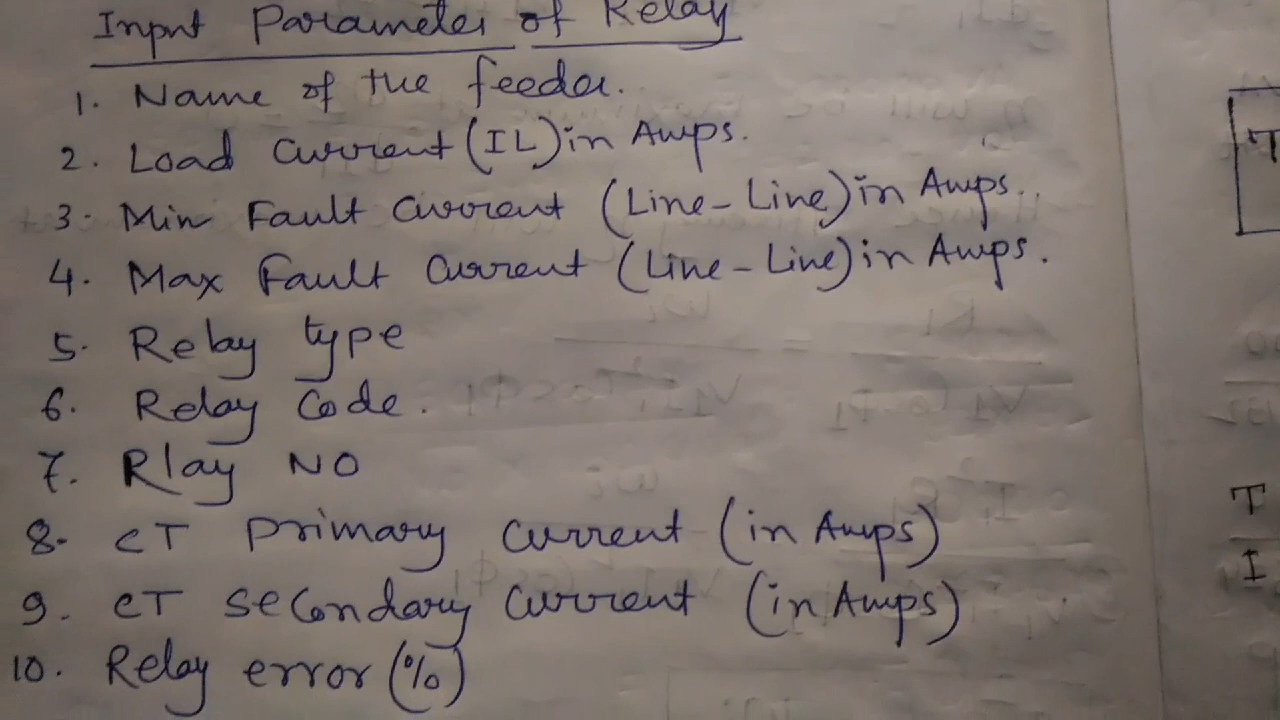 Input Parameter of Relay
1. Name of the feeder.
2. Load Current (IL) in Amps.
3. Min Fault Current (Line-Line) in Amps.
4. Max Fault Current (Line-Line) in Amps.
5. Relay type
6. Relay Code.
7. Rlay NO
8. CT Primary Current (in Amps)
9. CT Secondary Current (in Amps)
10. Relay error (%)
T
T
I